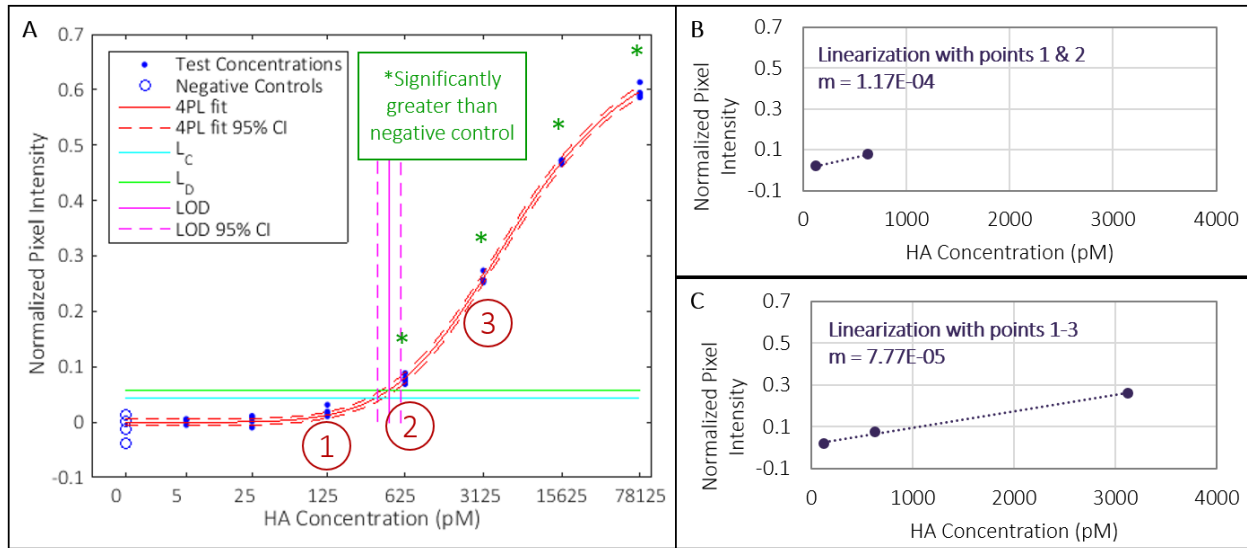 A
0.7
0.6
0.5
0.4
0.3
0.2
0.1
0
-0.1
Normalized Pixel Intensity
0
5
25
125
625
3125
15625
78125
HA Concentration (pM)
Test Concentrations
Negative Controls
4PL fit
4PL fit 95% CI
L_C
L_D
LOD
LOD 95% CI
*Significantly
greater than
negative control
*
*
*
*
1
2
3
B
Linearization with points 1 & 2
m = 1.17E-04
0.7
0.5
0.3
0.1
-0.1
Normalized Pixel
Intensity
0
1000
2000
3000
4000
HA Concentration (pM)
C
Linearization with points 1-3
m = 7.77E-05
0.7
0.5
0.3
0.1
-0.1
Normalized Pixel
Intensity
0
1000
2000
3000
4000
HA Concentration (pM)